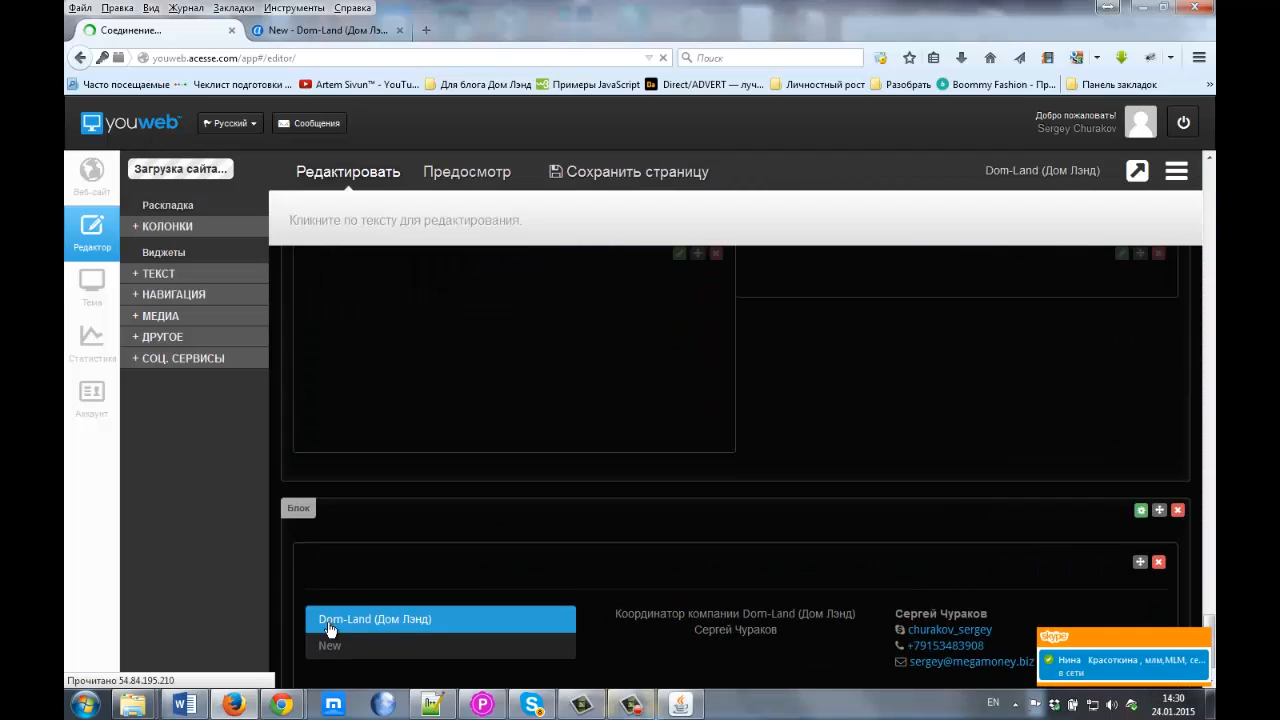 Файл Правка Вид Журнал Закладки Инструменты Справка
Соединение... New - Dom-Land (Дом Лэ...
youweb.acesse.com/app#/editor/ Поиск
Часто посещаемые Чеклист подготовки ... Artem Sivun™ - YouTu... Для блога Дом Лэнд Примеры JavaScript Direct/ADVERT — луч... Личностный рост Разобрать Boommy Fashion - Пр... Панель закладок
youweb™ Русский Сообщения
Добро пожаловать!
Sergey Churakov
Веб-сайт
Загрузка сайта...
Редактировать Предосмотр Сохранить страницу Dom-Land (Дом Лэнд)
Раскладка
Кликните по тексту для редактирования.
+ КОЛОНКИ
Редактор
Виджеты
+ ТЕКСТ
+ НАВИГАЦИЯ
Тема
+ МЕДИА
+ ДРУГОЕ
Статистика
+ СОЦ. СЕРВИСЫ
Аккаунт
Блок
Dom-Land (Дом Лэнд)
New
Координатор компании Dom-Land (Дом Лэнд)
Сергей Чураков
Сергей Чураков
churakov_sergey
+79153483908
sergey@megamoney.biz
skype
Нина Красоткина , млм,MLM, се...
в сети
Прочитано 54.84.195.210
EN
14:30
24.01.2015